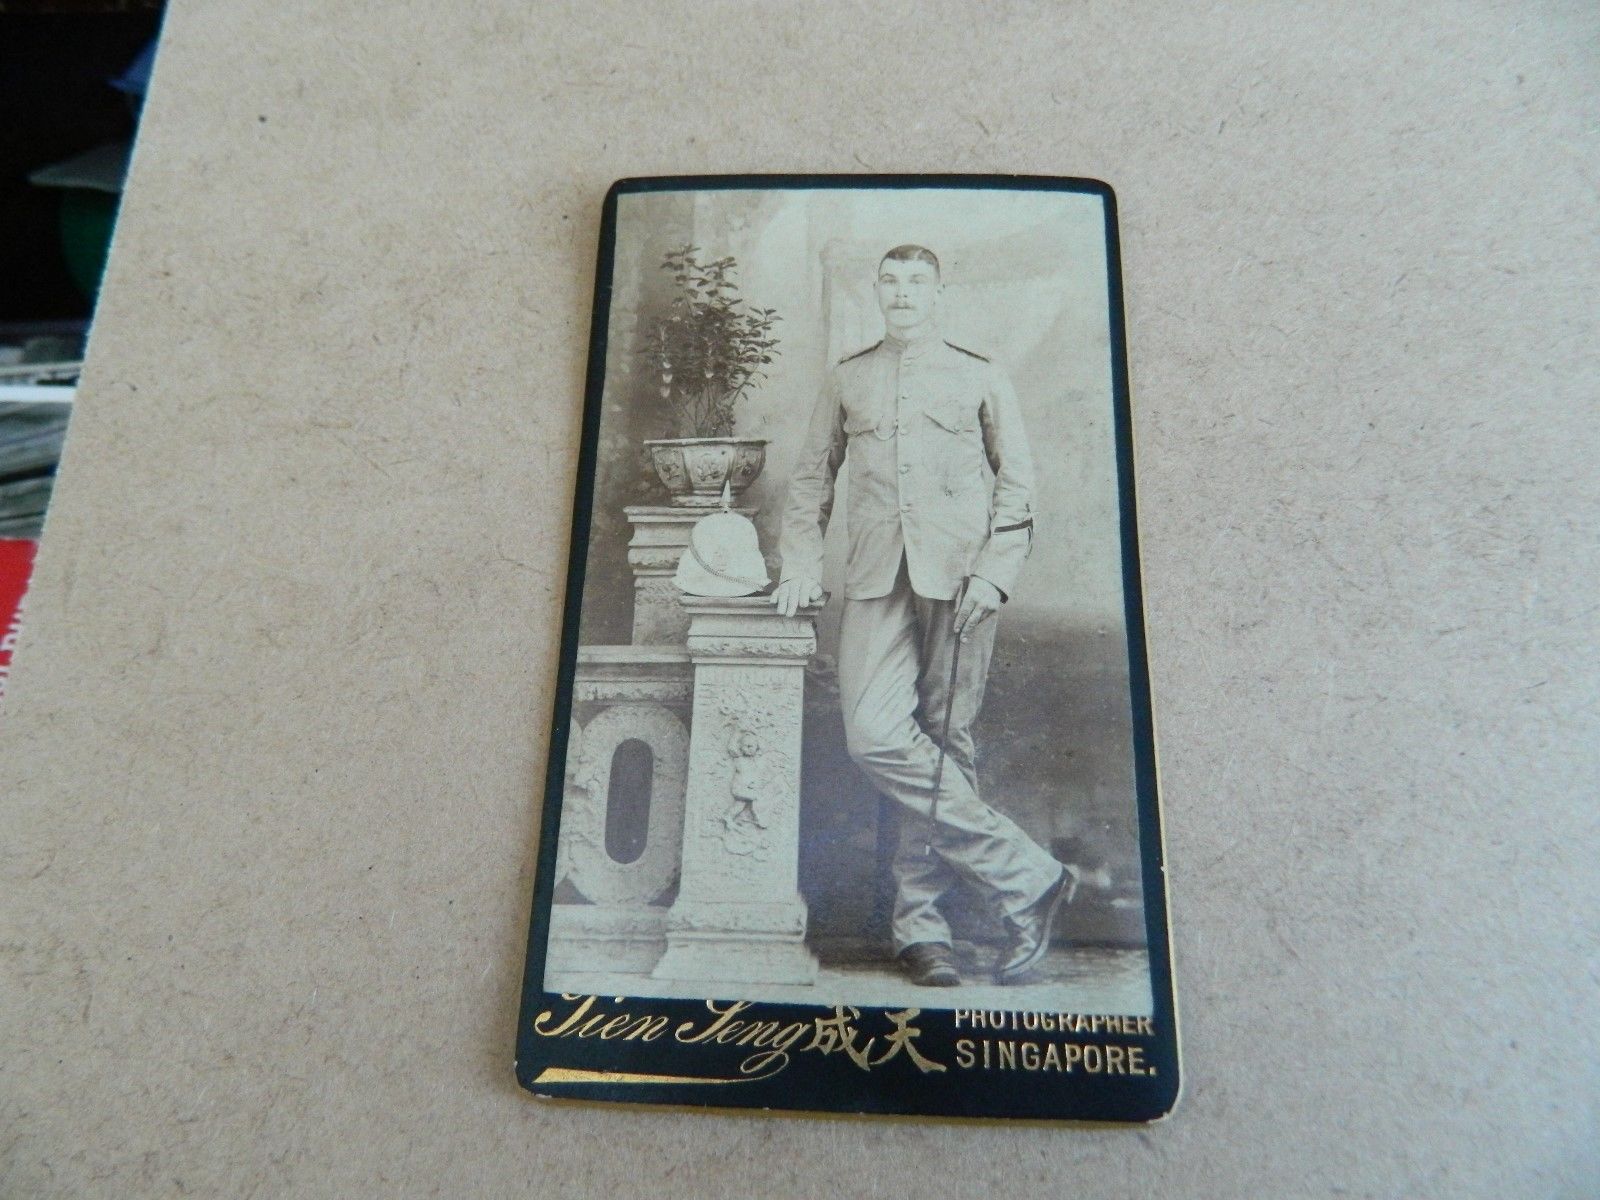 Tien Seng 成天 PHOTOGRAPHER
SINGAPORE.